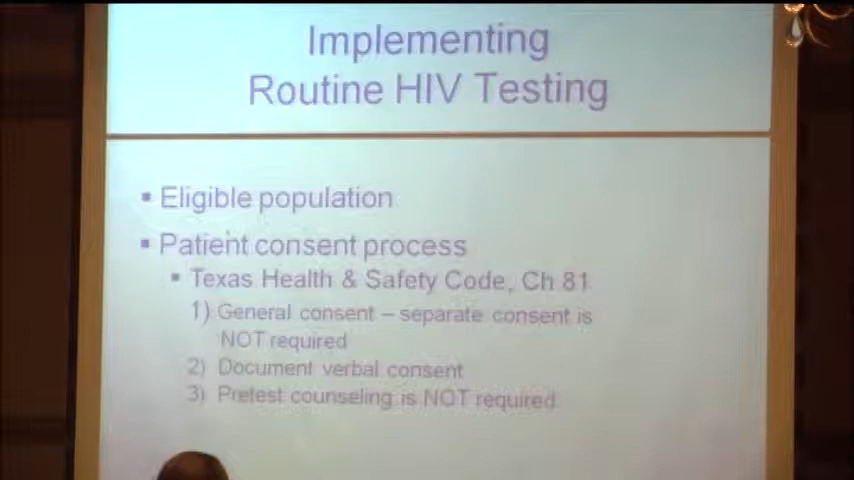 Implementing
Routine HIV Testing
▪ Eligible population
▪ Patient consent process
▪ Texas Health & Safety Code, Ch 81
1) General consent – separate consent is
NOT required
2) Document verbal consent
3) Pretest counseling is NOT required